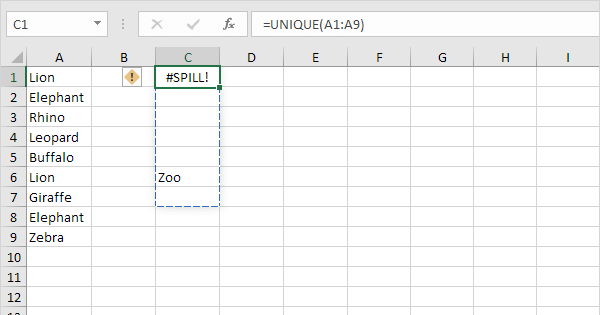 C1 fx =UNIQUE(A1:A9)
A B C D E F G H I
1 Lion ! #SPILL!
2 Elephant
3 Rhino
4 Leopard
5 Buffalo
6 Lion Zoo
7 Giraffe
8 Elephant
9 Zebra
10
11
12
13